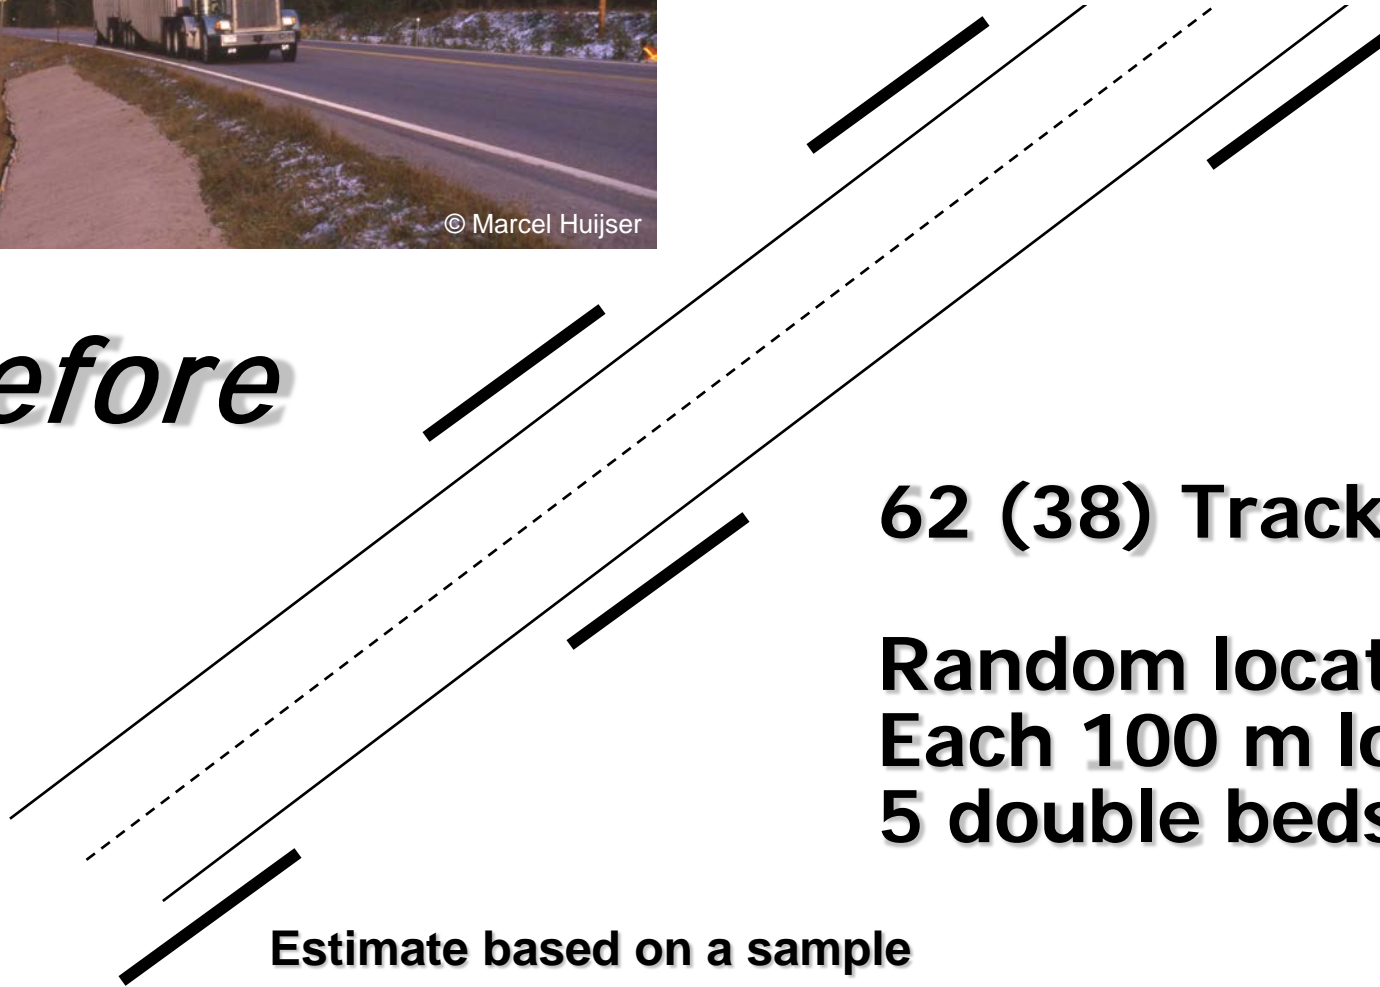 © Marcel Huijser
efore
62 (38) Track
Random locat
Each 100 m lo
5 double beds
Estimate based on a sample